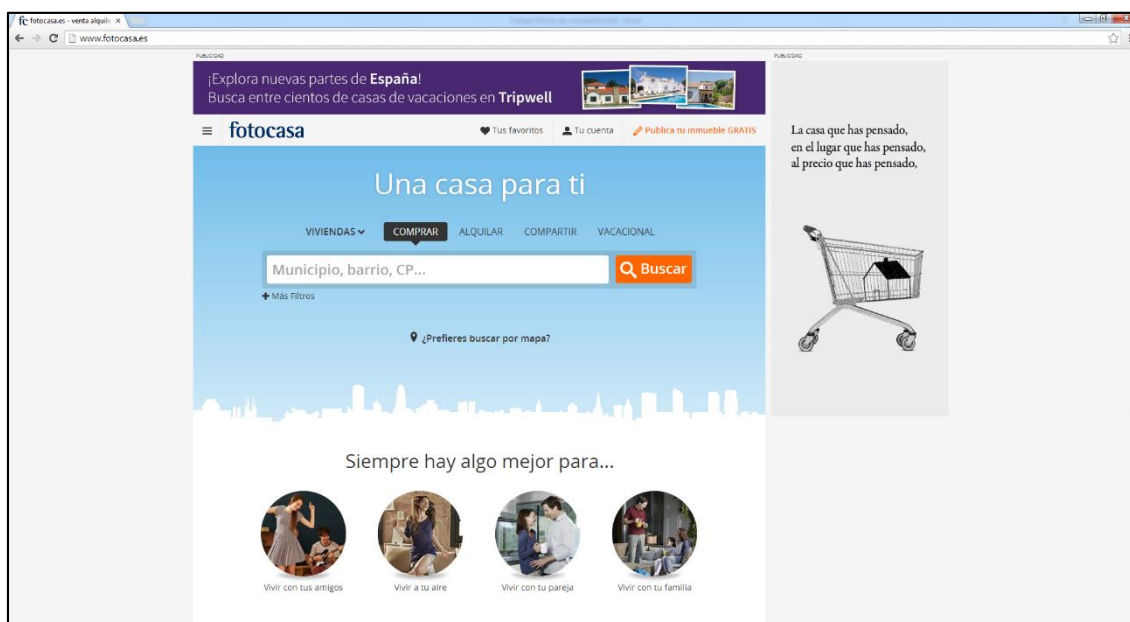 fotocasa.es - venta alquile
www.fotocasa.es
PUBLICIDAD
¡Explora nuevas partes de España!
Busca entre cientos de casas de vacaciones en Tripwell
fotocasa
Tus favoritos
Tu cuenta
Publica tu inmueble GRATIS
Una casa para ti
VIVIENDAS
COMPRAR
ALQUILAR
COMPARTIR
VACACIONAL
Municipio, barrio, CP...
Buscar
Más Filtros
¿Prefieres buscar por mapa?
Siempre hay algo mejor para...
Vivir con tus amigos
Vivir a tu aire
Vivir con tu pareja
Vivir con tu familia
PUBLICIDAD
La casa que has pensado,
en el lugar que has pensado,
al precio que has pensado,